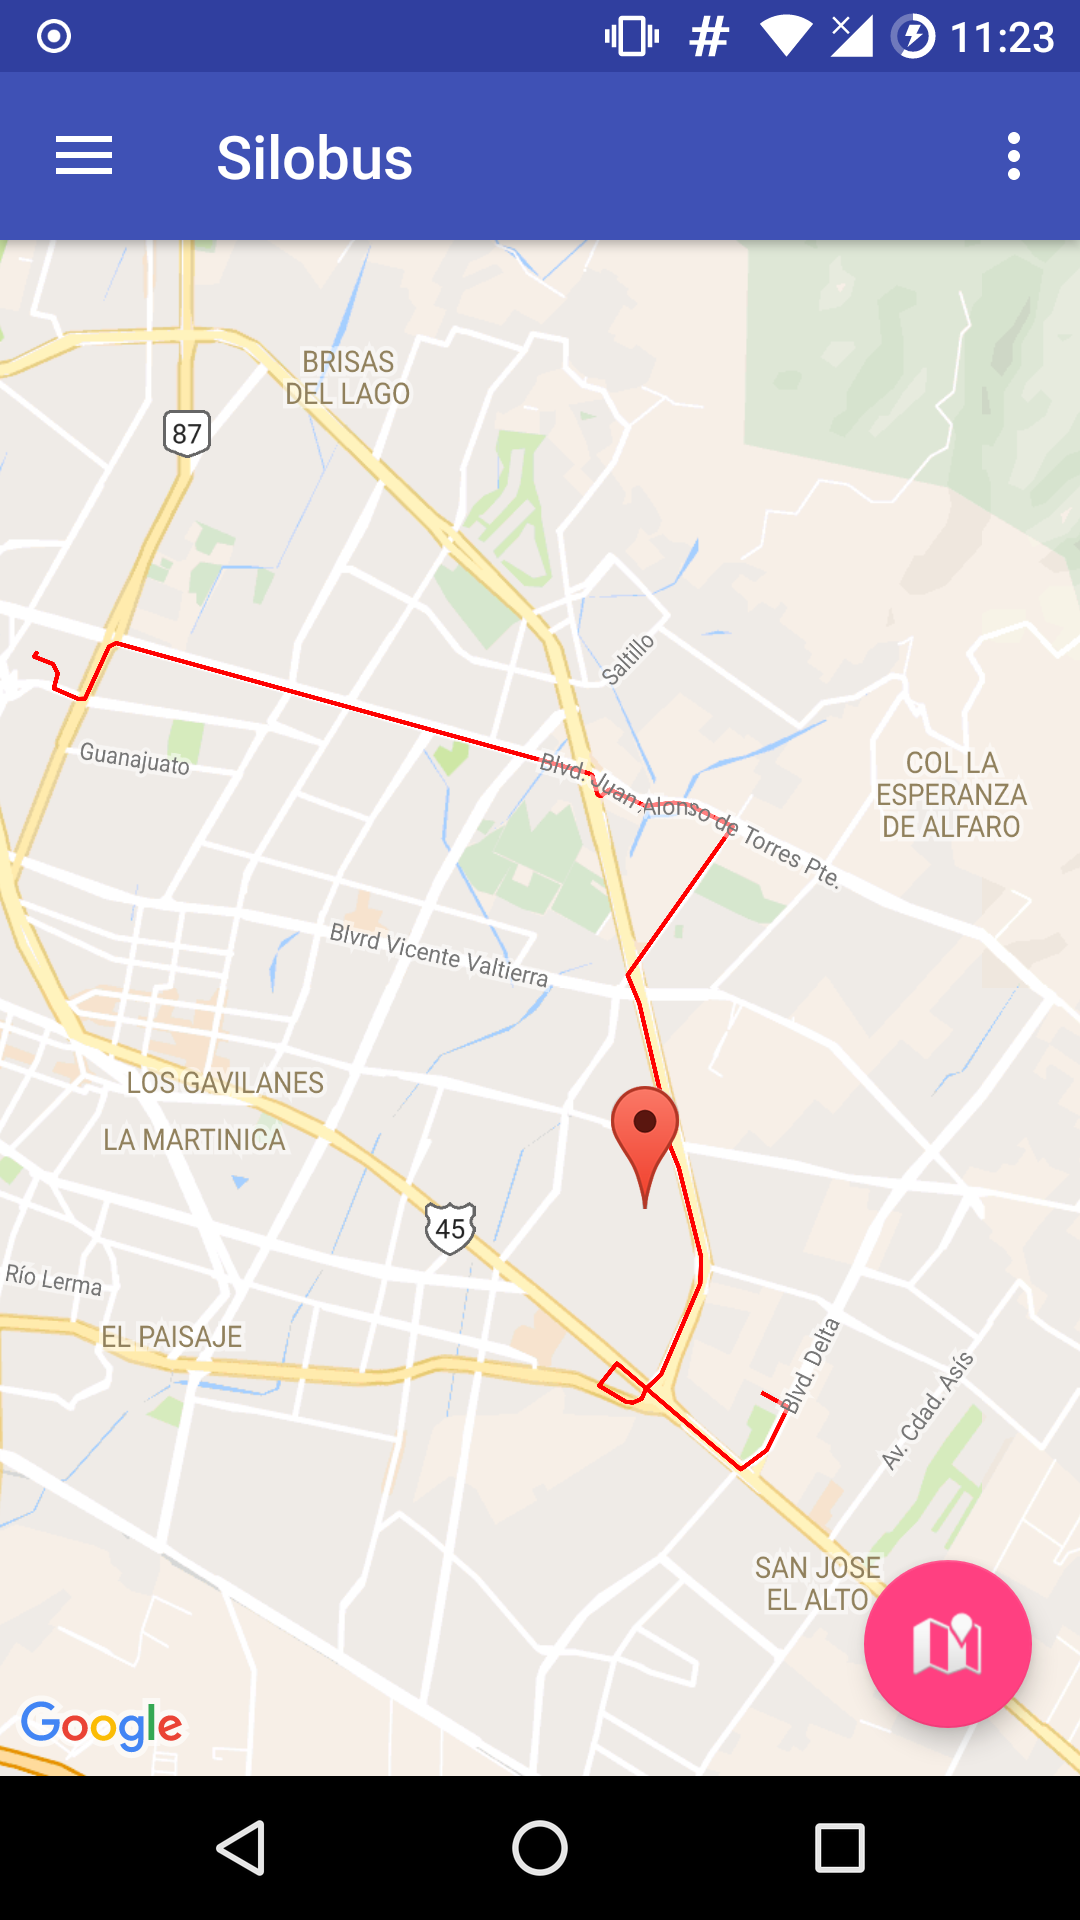 # 11:23
Silobus
BRISAS
DEL LAGO
87
Saltillo
Guanajuato
Blvd. Juan Alonso de Torres Pte.
COL LA
ESPERANZA
DE ALFARO
Blvrd Vicente Valtierra
LOS GAVILANES
LA MARTINICA
45
Río Lerma
EL PAISAJE
Blvd. Delta
Av. Cdad. Asís
SAN JOSE
EL ALTO
Google